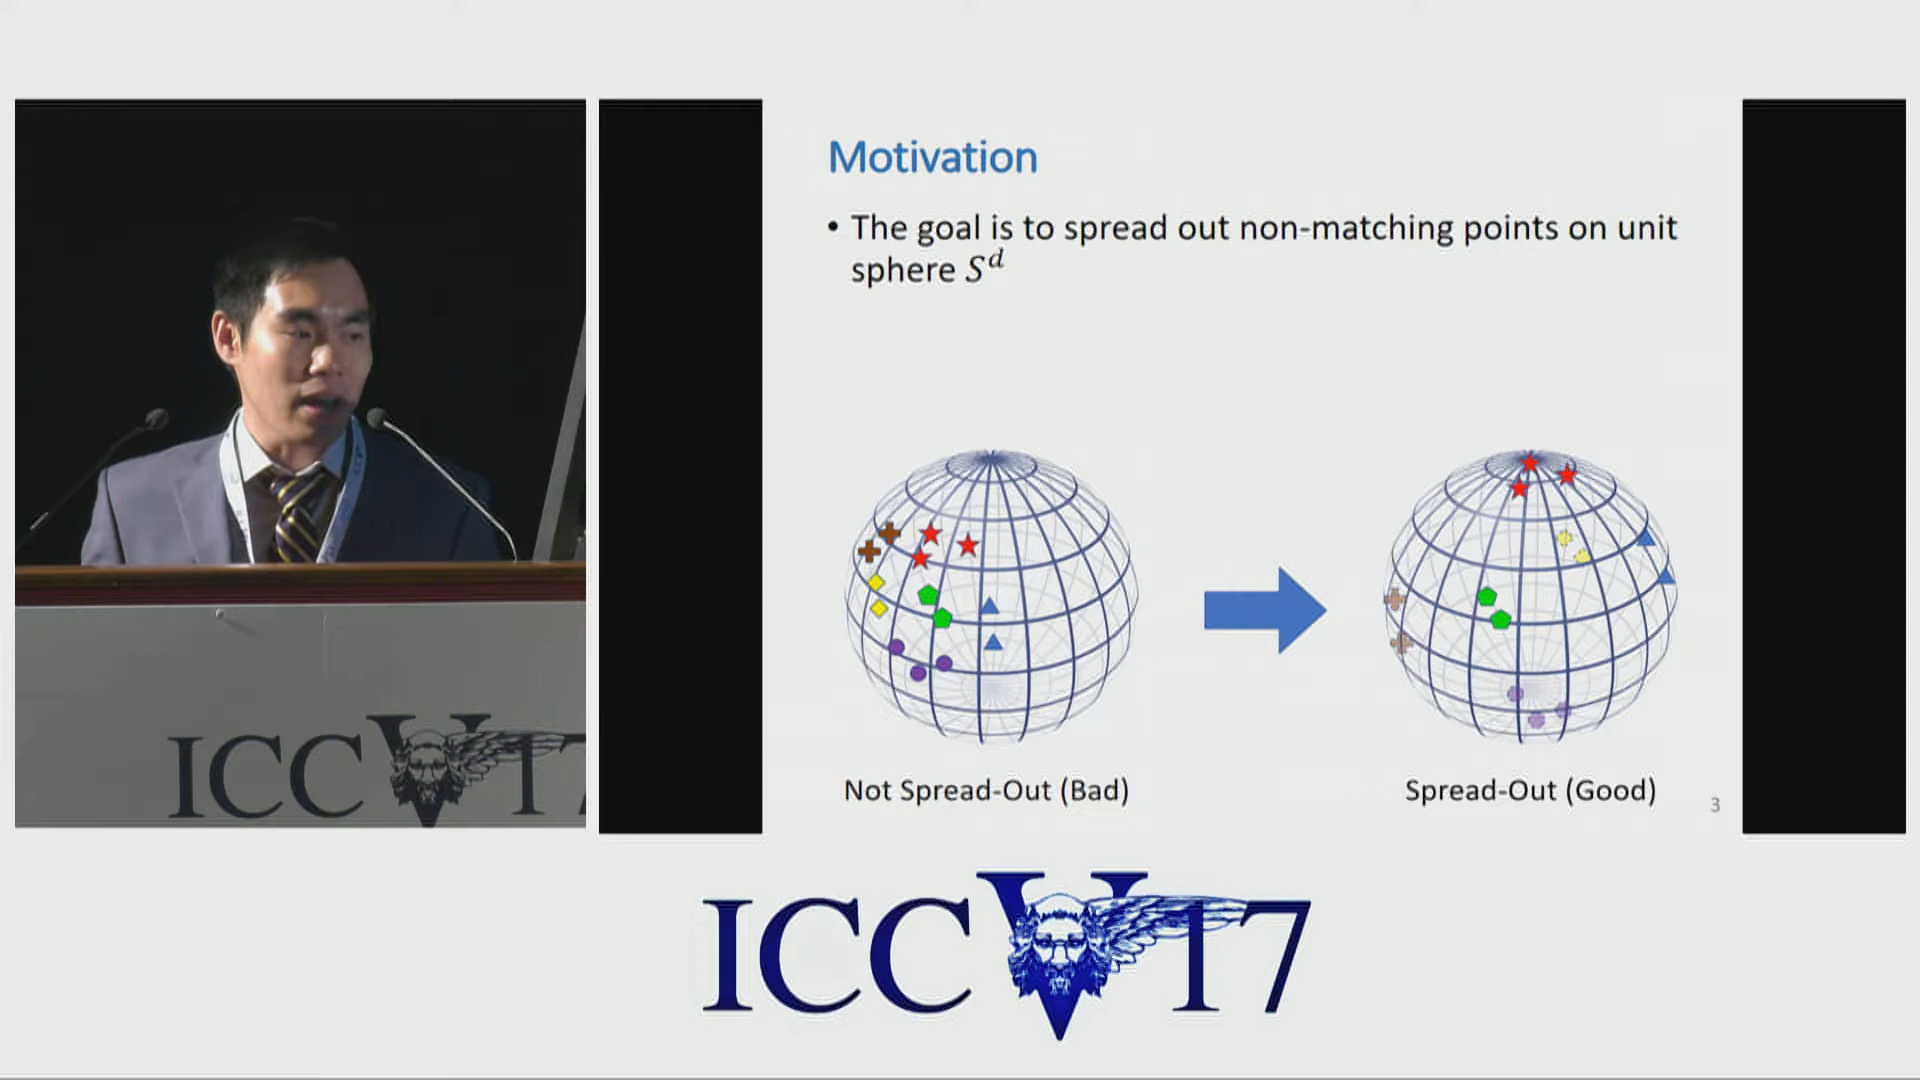 Motivation
• The goal is to spread out non-matching points on unit
sphere S^d
Not Spread-Out (Bad)
Spread-Out (Good)
3
ICCV17
ICCV17